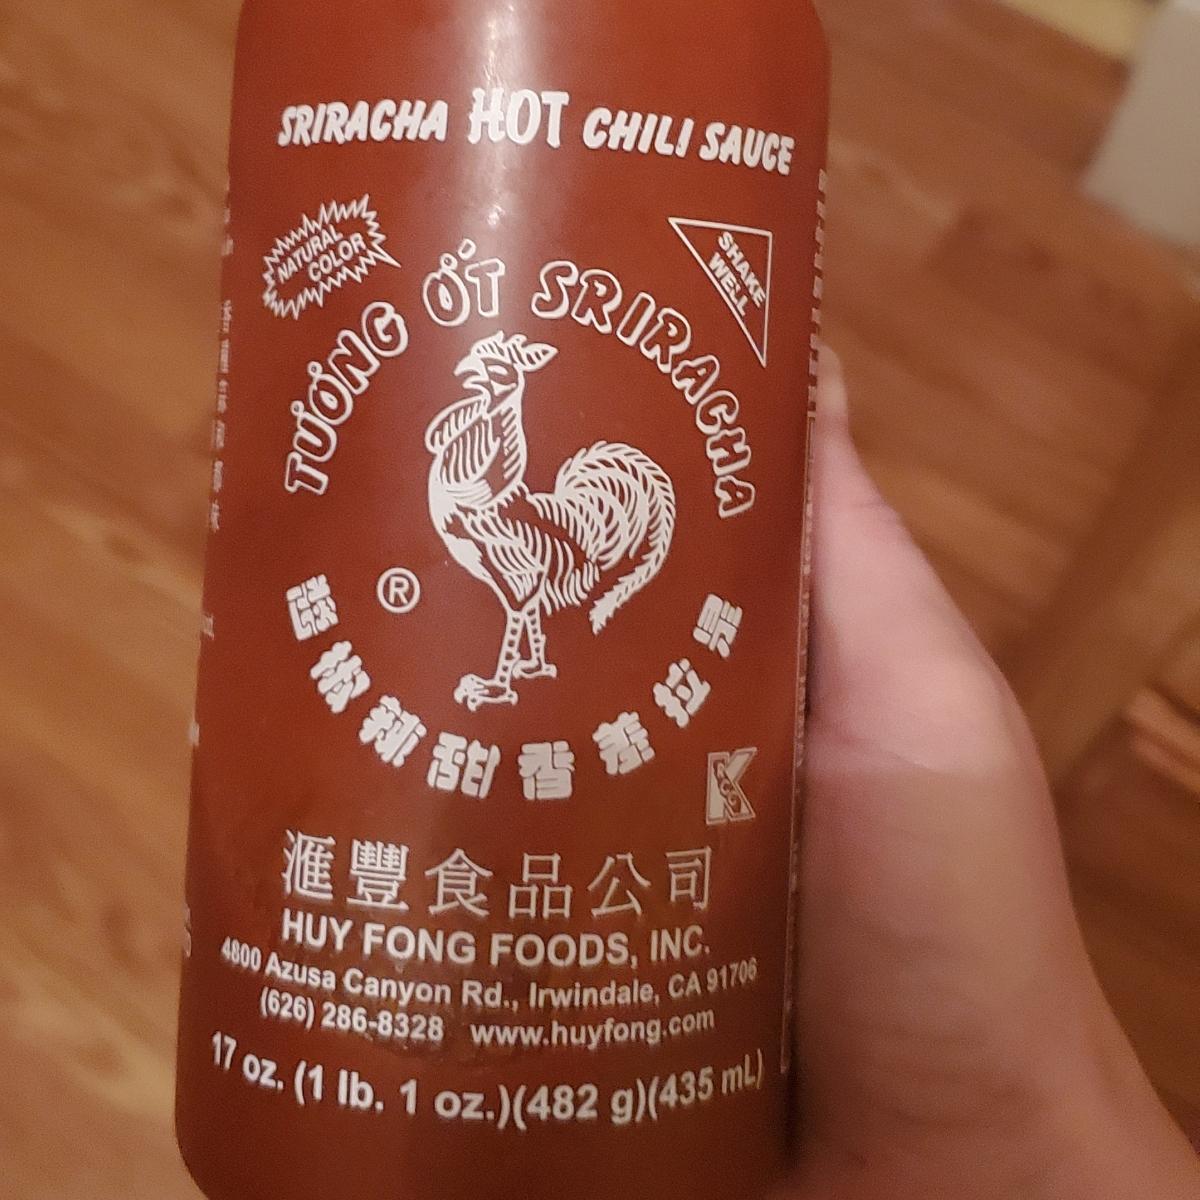 SRIRACHA HOT CHILI SAUCE
NATURAL
COLOR
SHAKE
WELL
TƯƠNG ỚT SRIRACHA
®
是拉差香甜辣椒醬
K
滙豐食品公司
HUY FONG FOODS, INC.
4800 Azusa Canyon Rd., Irwindale, CA 91706
(626) 286-8328 www.huyfong.com
17 oz. (1 lb. 1 oz.)(482 g)(435 mL)